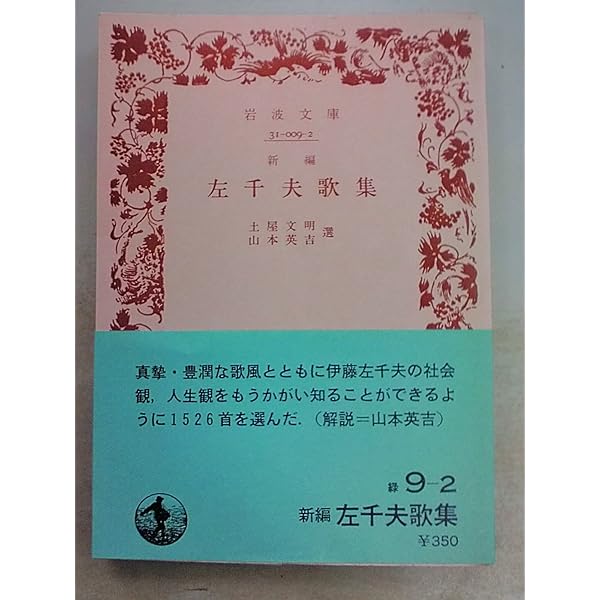 岩波文庫
31-009-2
新編
左千夫歌集
土屋文明
山本英吉 選
真摯・豊潤な歌風とともに伊藤左千夫の社会
観，人生観をもうかがい知ることができるよ
うに1526首を選んだ．（解説＝山本英吉）
緑 9-2
新編 左千夫歌集
￥350